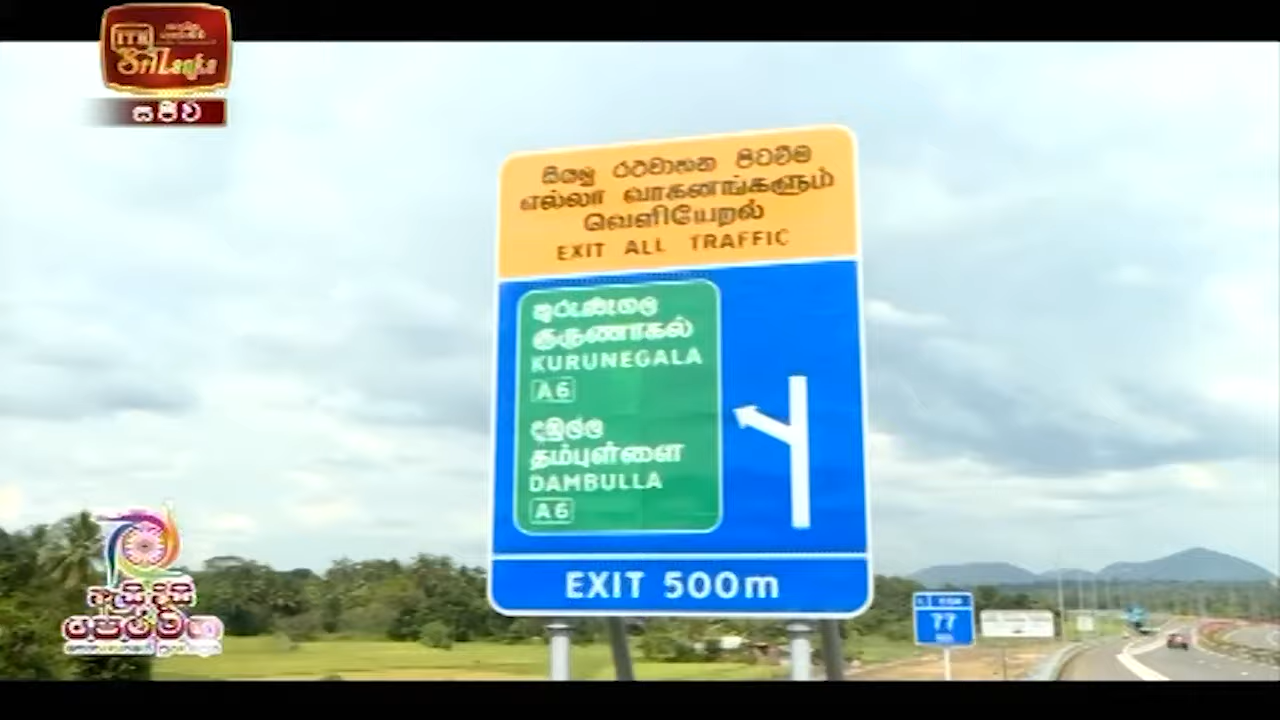 ITN
Sri Lanka
සජීවි
සියළු රථවාහන පිටවීම
எல்லா வாகனங்களும்
வெளியேறல்
EXIT ALL TRAFFIC
කුරුණෑගල
குருணாகல்
KURUNEGALA
A6
දඹුල්ල
தம்புள்ளை
DAMBULLA
A6
EXIT 500m
77